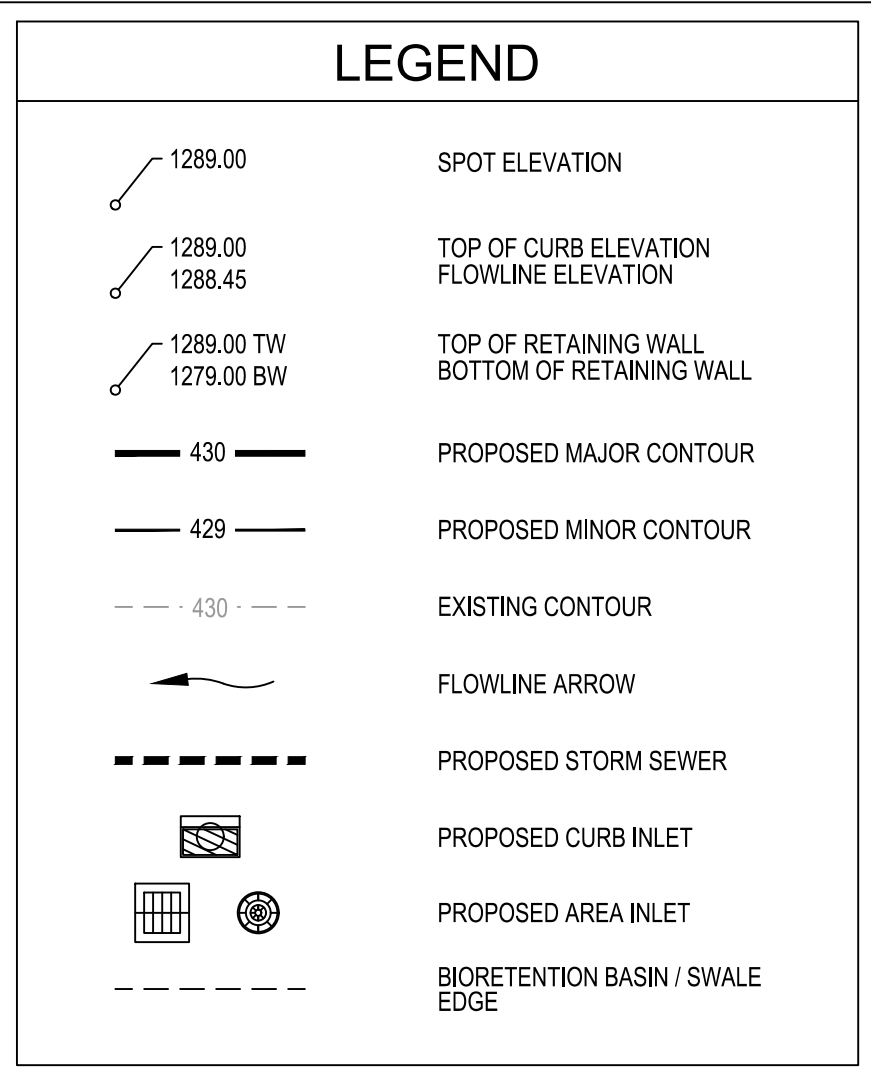 LEGEND
1289.00 SPOT ELEVATION
1289.00 TOP OF CURB ELEVATION
1288.45 FLOWLINE ELEVATION
1289.00 TW TOP OF RETAINING WALL
1279.00 BW BOTTOM OF RETAINING WALL
430 PROPOSED MAJOR CONTOUR
429 PROPOSED MINOR CONTOUR
430 EXISTING CONTOUR
FLOWLINE ARROW
PROPOSED STORM SEWER
PROPOSED CURB INLET
PROPOSED AREA INLET
BIORETENTION BASIN / SWALE
EDGE